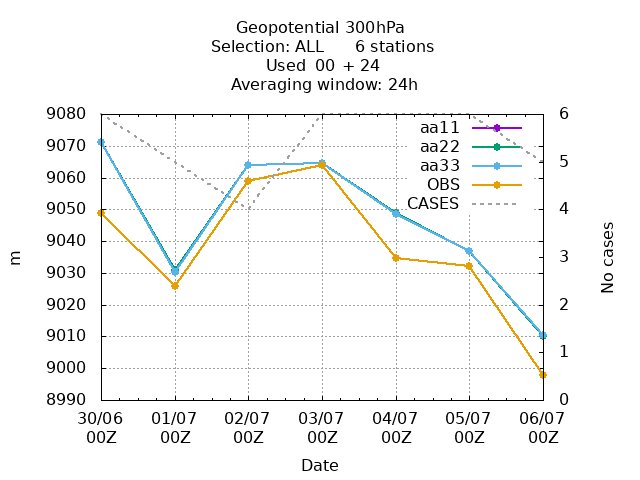 Geopotential 300hPa
Selection: ALL 6 stations
Used 00 + 24
Averaging window: 24h
9080
9070
9060
9050
9040
9030
9020
9010
9000
8990
m
6
5
4
3
2
1
0
No cases
aa11
aa22
aa33
OBS
CASES
30/06 01/07 02/07 03/07 04/07 05/07 06/07
00Z 00Z 00Z 00Z 00Z 00Z 00Z
Date